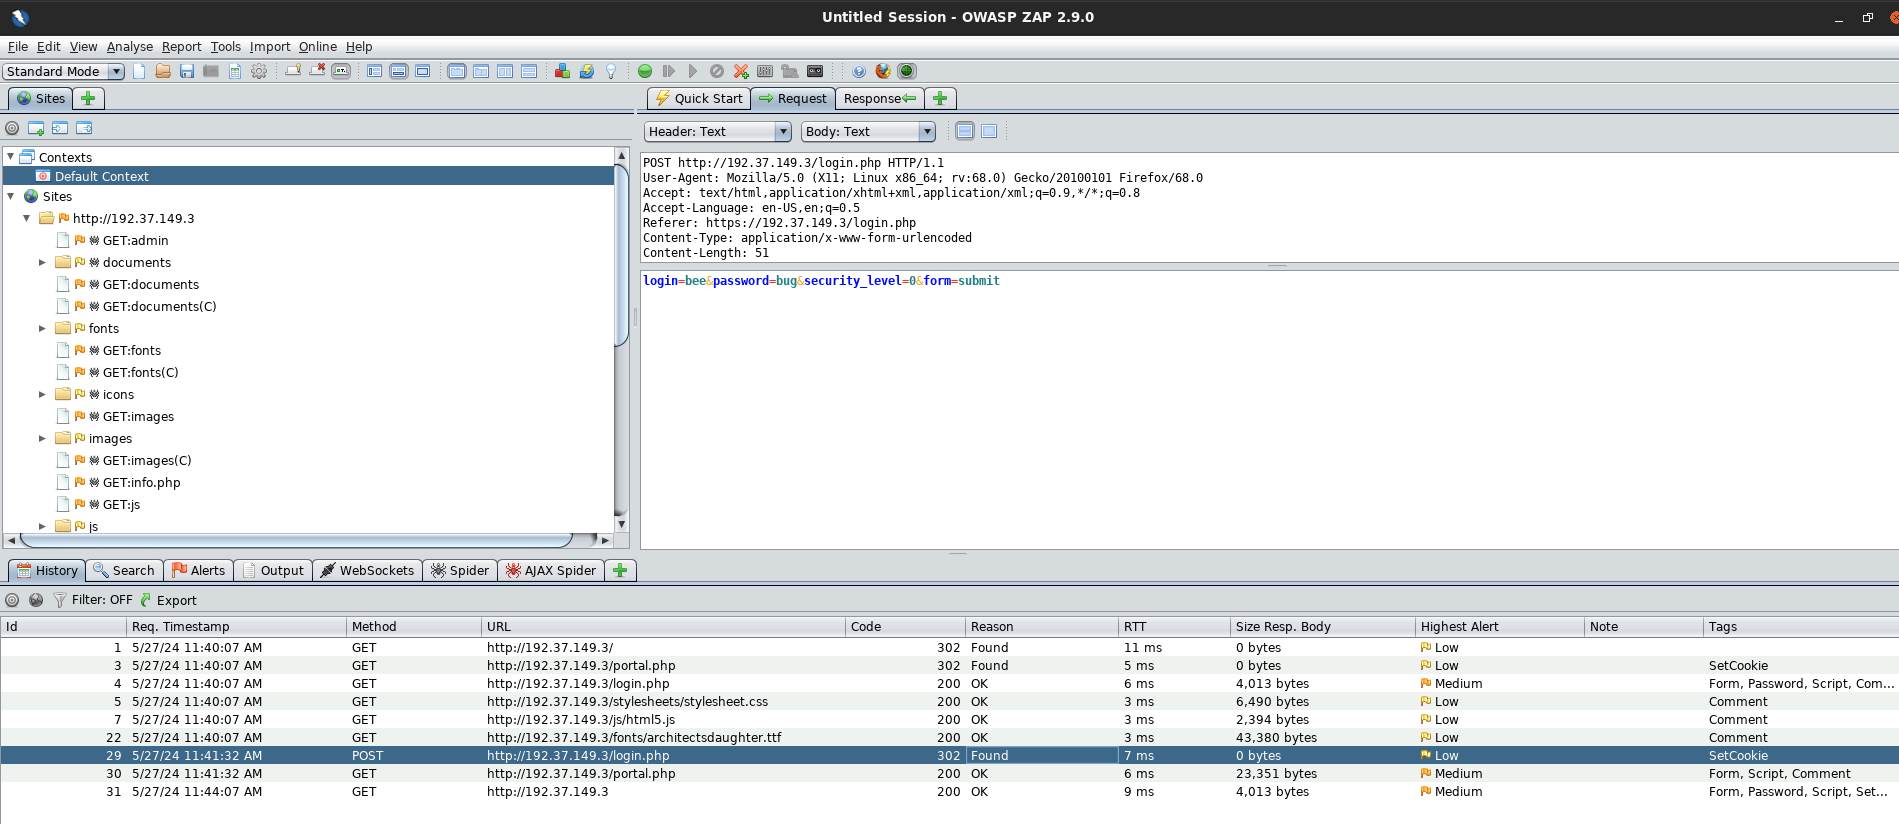 Untitled Session - OWASP ZAP 2.9.0
File Edit View Analyse Report Tools Import Online Help
Standard Mode
Sites
Quick Start Request Response
Header: Text Body: Text
Contexts
Default Context
Sites
http://192.37.149.3
GET:admin
documents
GET:documents
GET:documents(C)
fonts
GET:fonts
GET:fonts(C)
icons
GET:images
images
GET:images(C)
GET:info.php
GET:js
js
POST http://192.37.149.3/login.php HTTP/1.1
User-Agent: Mozilla/5.0 (X11; Linux x86_64; rv:68.0) Gecko/20100101 Firefox/68.0
Accept: text/html,application/xhtml+xml,application/xml;q=0.9,*/*;q=0.8
Accept-Language: en-US,en;q=0.5
Referer: https://192.37.149.3/login.php
Content-Type: application/x-www-form-urlencoded
Content-Length: 51
login=bee&password=bug&security_level=0&form=submit
History Search Alerts Output WebSockets Spider AJAX Spider
Filter: OFF Export
Id Req. Timestamp Method URL Code Reason RTT Size Resp. Body Highest Alert Note Tags
1 5/27/24 11:40:07 AM GET http://192.37.149.3/ 302 Found 11 ms 0 bytes Low
3 5/27/24 11:40:07 AM GET http://192.37.149.3/portal.php 302 Found 5 ms 0 bytes Low SetCookie
4 5/27/24 11:40:07 AM GET http://192.37.149.3/login.php 200 OK 6 ms 4,013 bytes Medium Form, Password, Script, Com...
5 5/27/24 11:40:07 AM GET http://192.37.149.3/stylesheets/stylesheet.css 200 OK 3 ms 6,490 bytes Low Comment
7 5/27/24 11:40:07 AM GET http://192.37.149.3/js/html5.js 200 OK 3 ms 2,394 bytes Low Comment
22 5/27/24 11:40:07 AM GET http://192.37.149.3/fonts/architectsdaughter.ttf 200 OK 3 ms 43,380 bytes Low Comment
29 5/27/24 11:41:32 AM POST http://192.37.149.3/login.php 302 Found 7 ms 0 bytes Low SetCookie
30 5/27/24 11:41:32 AM GET http://192.37.149.3/portal.php 200 OK 6 ms 23,351 bytes Medium Form, Script, Comment
31 5/27/24 11:44:07 AM GET http://192.37.149.3 200 OK 9 ms 4,013 bytes Medium Form, Password, Script, Set...